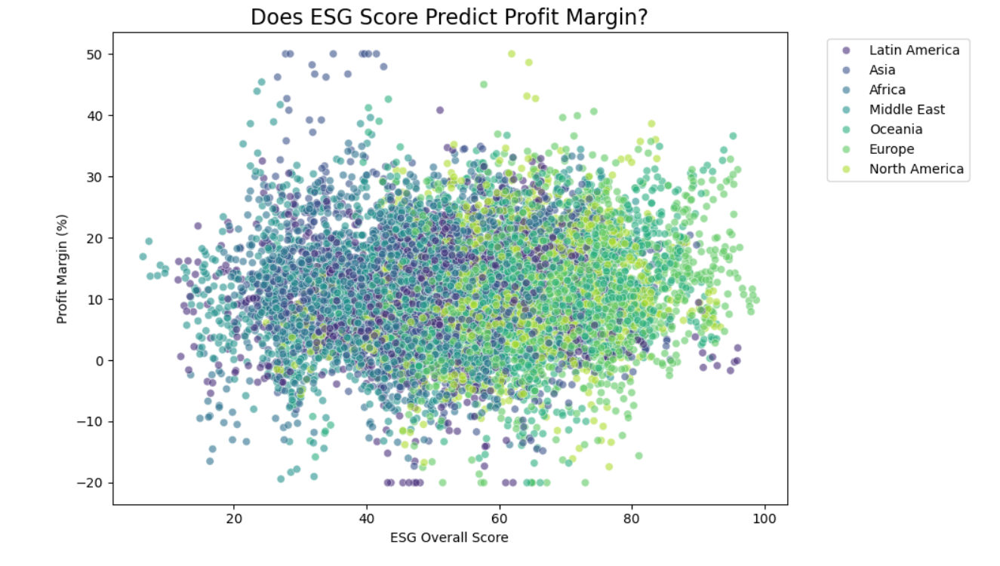 Does ESG Score Predict Profit Margin?
Profit Margin (%)
50
40
30
20
10
0
−10
−20
20 40 60 80 100
ESG Overall Score
Latin America
Asia
Africa
Middle East
Oceania
Europe
North America